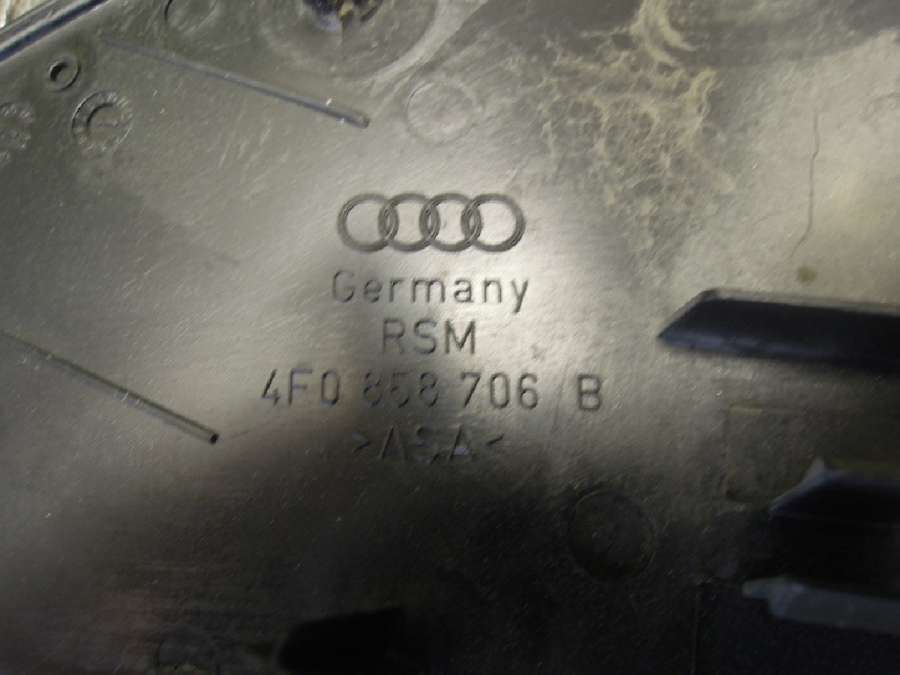 Germany
RSM
4F0 858 706 B
>ASA<